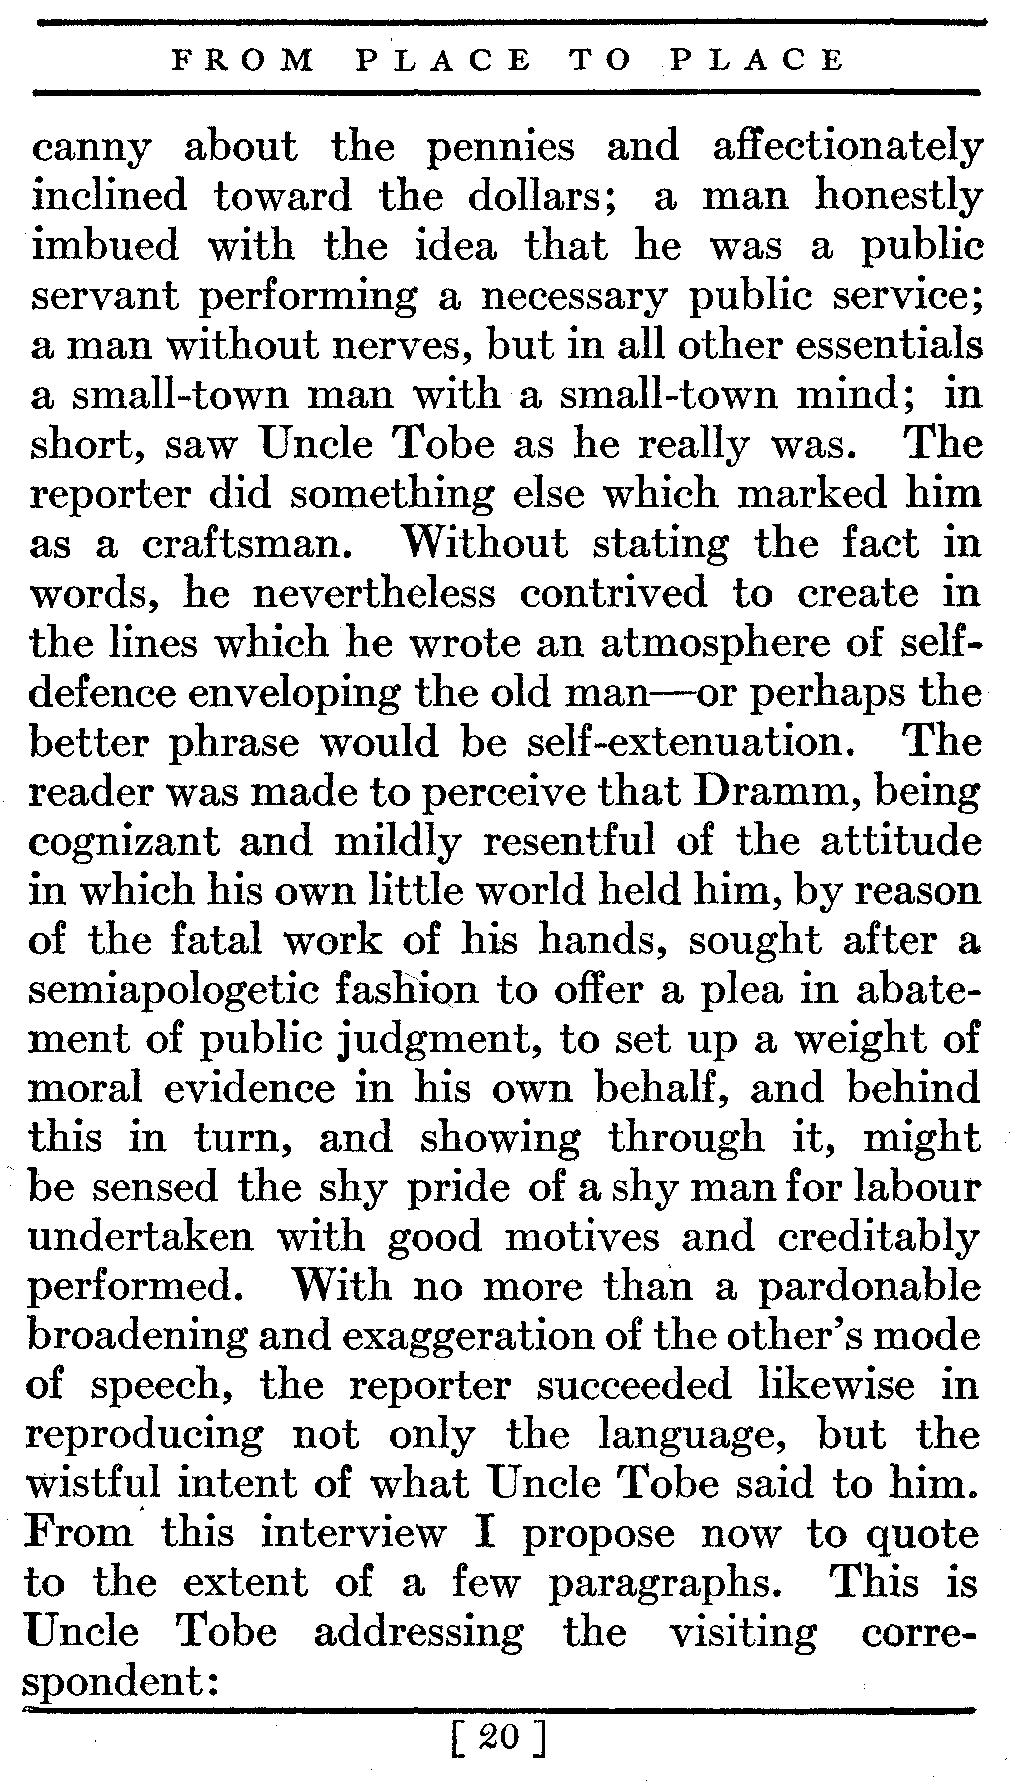 FROM PLACE TO PLACE
canny about the pennies and affectionately
inclined toward the dollars; a man honestly
imbued with the idea that he was a public
servant performing a necessary public service;
a man without nerves, but in all other essentials
a small-town man with a small-town mind; in
short, saw Uncle Tobe as he really was. The
reporter did something else which marked him
as a craftsman. Without stating the fact in
words, he nevertheless contrived to create in
the lines which he wrote an atmosphere of self-
defence enveloping the old man—or perhaps the
better phrase would be self-extenuation. The
reader was made to perceive that Dramm, being
cognizant and mildly resentful of the attitude
in which his own little world held him, by reason
of the fatal work of his hands, sought after a
semiapologetic fashion to offer a plea in abate-
ment of public judgment, to set up a weight of
moral evidence in his own behalf, and behind
this in turn, and showing through it, might
be sensed the shy pride of a shy man for labour
undertaken with good motives and creditably
performed. With no more than a pardonable
broadening and exaggeration of the other's mode
of speech, the reporter succeeded likewise in
reproducing not only the language, but the
wistful intent of what Uncle Tobe said to him.
From this interview I propose now to quote
to the extent of a few paragraphs. This is
Uncle Tobe addressing the visiting corre-
spondent:
[ 20 ]